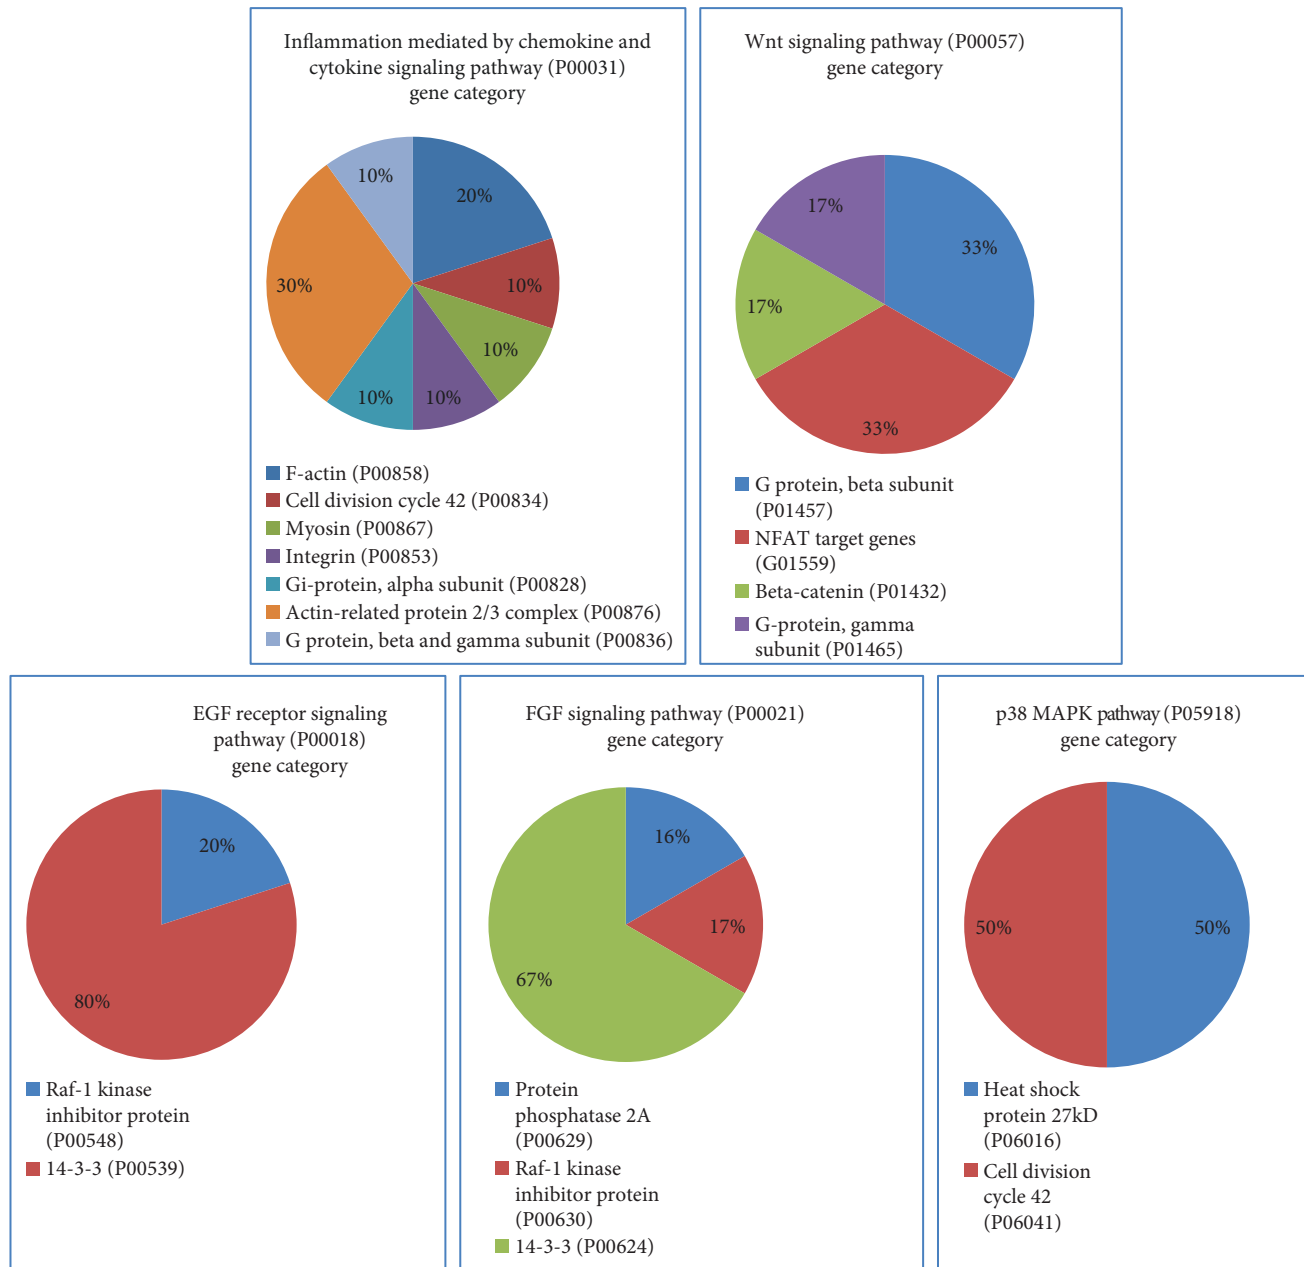 Inflammation mediated by chemokine and
cytokine signaling pathway (P00031)
gene category
10%
20%
30%
10%
10%
10%
10%
F-actin (P00858)
Cell division cycle 42 (P00834)
Myosin (P00867)
Integrin (P00853)
Gi-protein, alpha subunit (P00828)
Actin-related protein 2/3 complex (P00876)
G protein, beta and gamma subunit (P00836)
Wnt signaling pathway (P00057)
gene category
17%
33%
17%
33%
G protein, beta subunit
(P01457)
NFAT target genes
(G01559)
Beta-catenin (P01432)
G-protein, gamma
subunit (P01465)
EGF receptor signaling
pathway (P00018)
gene category
20%
80%
Raf-1 kinase
inhibitor protein
(P00548)
14-3-3 (P00539)
FGF signaling pathway (P00021)
gene category
16%
17%
67%
Protein
phosphatase 2A
(P00629)
Raf-1 kinase
inhibitor protein
(P00630)
14-3-3 (P00624)
p38 MAPK pathway (P05918)
gene category
50%
50%
Heat shock
protein 27kD
(P06016)
Cell division
cycle 42
(P06041)